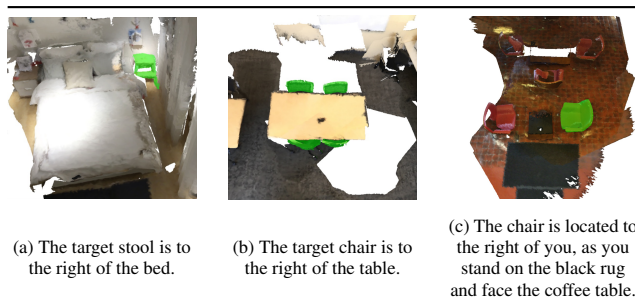 (a) The target stool is to
the right of the bed.
(b) The target chair is to
the right of the table.
(c) The chair is located to
the right of you, as you
stand on the black rug
and face the coffee table.